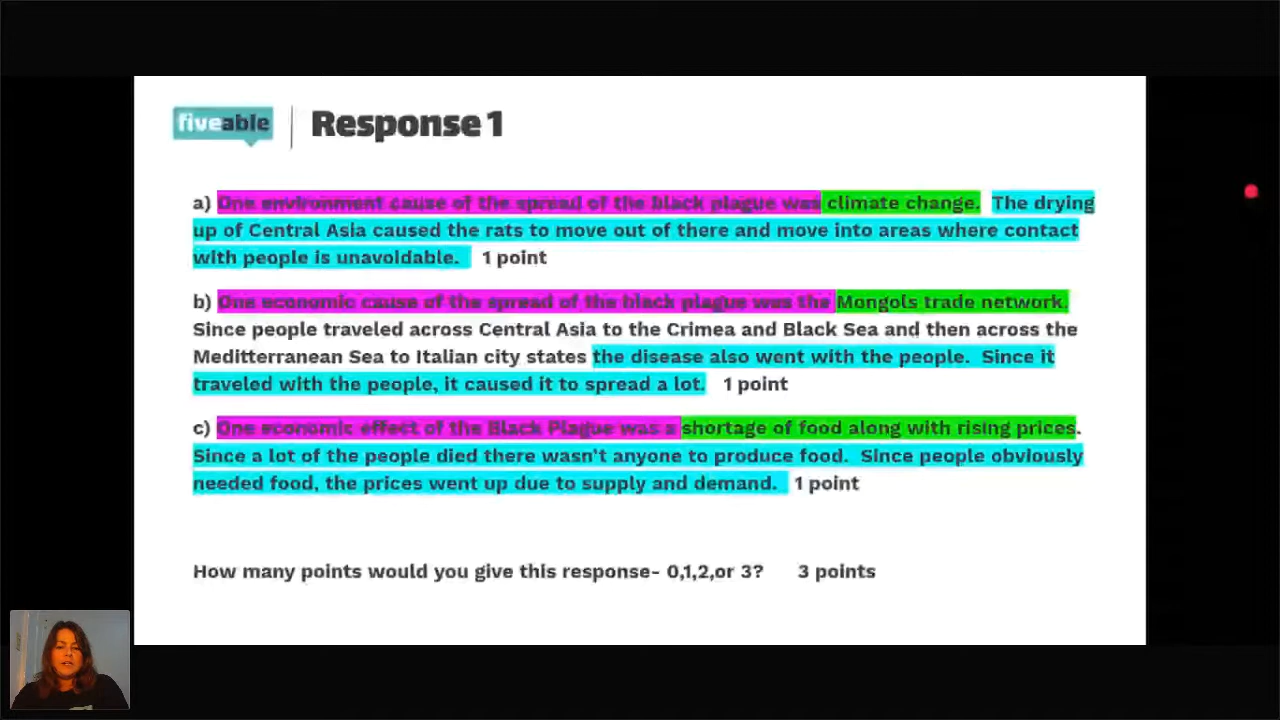 fiveable
Response 1
a) One environment cause of the spread of the black plague was climate change. The drying
up of Central Asia caused the rats to move out of there and move into areas where contact
with people is unavoidable. 1 point
b) One economic cause of the spread of the black plague was the Mongols trade network.
Since people traveled across Central Asia to the Crimea and Black Sea and then across the
Meditterranean Sea to Italian city states the disease also went with the people. Since it
traveled with the people, it caused it to spread a lot. 1 point
c) One economic effect of the Black Plague was a shortage of food along with rising prices.
Since a lot of the people died there wasn't anyone to produce food. Since people obviously
needed food, the prices went up due to supply and demand. 1 point
How many points would you give this response- 0,1,2,or 3? 3 points